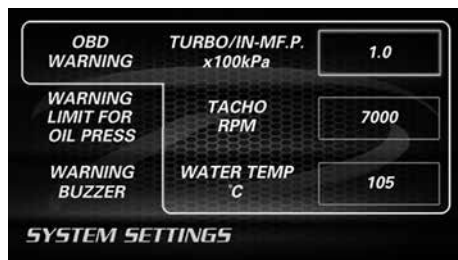 OBD
WARNING
TURBO/IN-MF.P.
x100kPa
1.0
WARNING
LIMIT FOR
OIL PRESS
TACHO
RPM
7000
WARNING
BUZZER
WATER TEMP
°C
105
SYSTEM SETTINGS